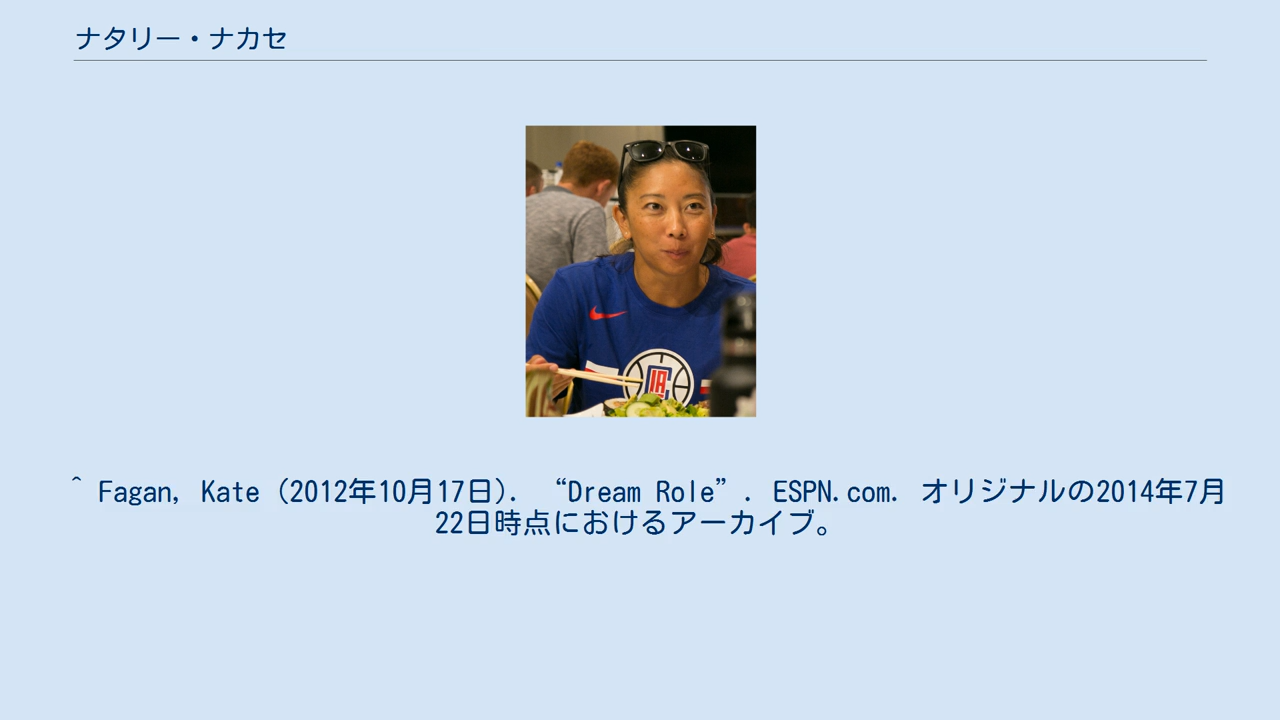 ナタリー・ナカセ
LA
^ Fagan, Kate (2012年10月17日). “Dream Role”. ESPN.com. オリジナルの2014年7月
22日時点におけるアーカイブ。